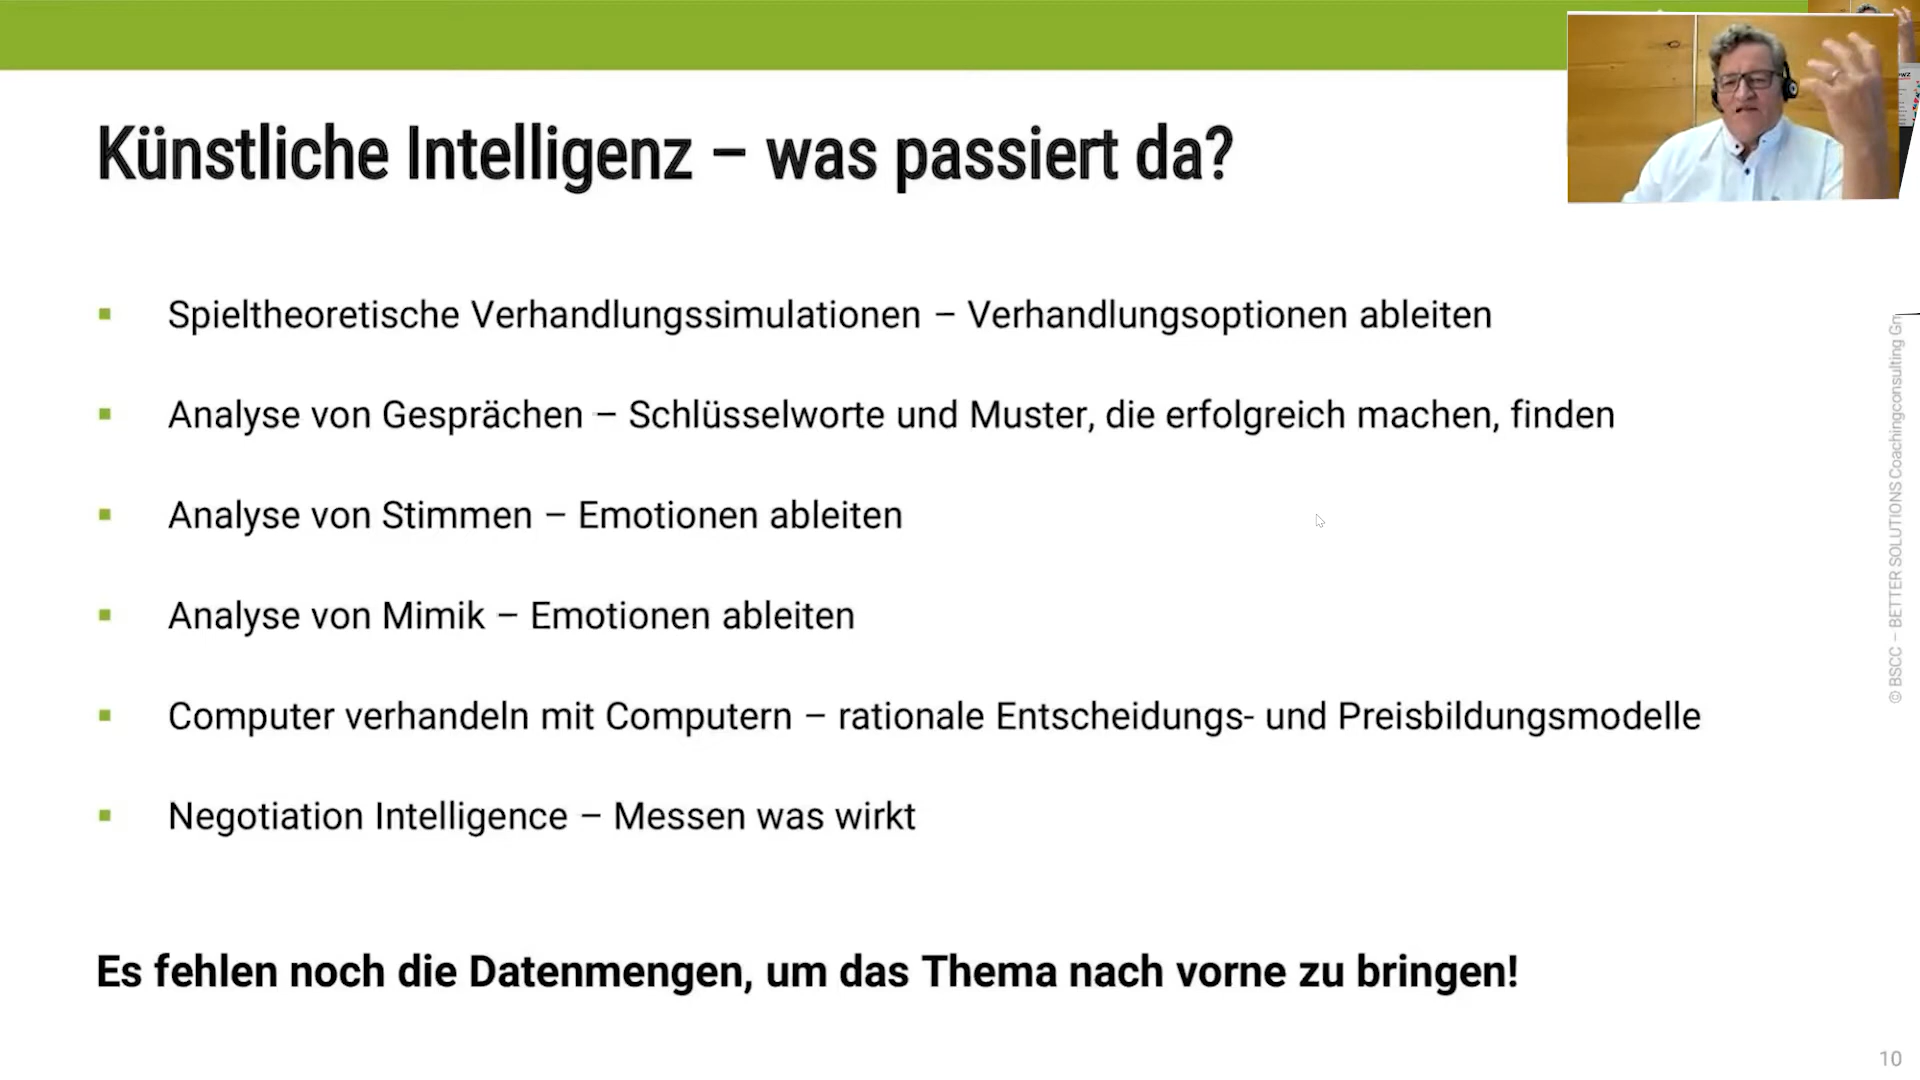 Künstliche Intelligenz – was passiert da?
Spieltheoretische Verhandlungssimulationen – Verhandlungsoptionen ableiten
Analyse von Gesprächen – Schlüsselworte und Muster, die erfolgreich machen, finden
Analyse von Stimmen – Emotionen ableiten
Analyse von Mimik – Emotionen ableiten
Computer verhandeln mit Computern – rationale Entscheidungs- und Preisbildungsmodelle
Negotiation Intelligence – Messen was wirkt
Es fehlen noch die Datenmengen, um das Thema nach vorne zu bringen!
© BSCC – BETTER SOLUTIONS Coachingconsulting
10